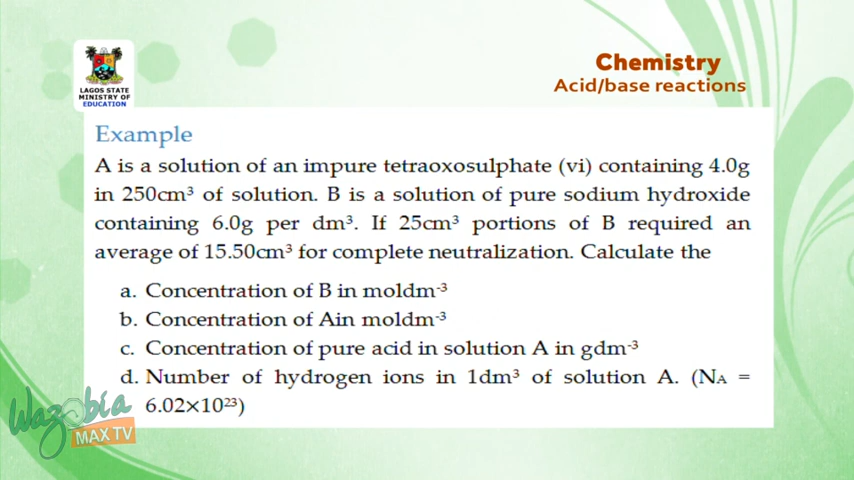 LAGOS STATE
MINISTRY OF
EDUCATION
Chemistry
Acid/base reactions
Example
A is a solution of an impure tetraoxosulphate (vi) containing 4.0g
in 250cm³ of solution. B is a solution of pure sodium hydroxide
containing 6.0g per dm³. If 25cm³ portions of B required an
average of 15.50cm³ for complete neutralization. Calculate the
a. Concentration of B in moldm⁻³
b. Concentration of Ain moldm⁻³
c. Concentration of pure acid in solution A in gdm⁻³
d. Number of hydrogen ions in 1dm³ of solution A. (NA =
6.02×10²³)
Wazobia
MAX TV